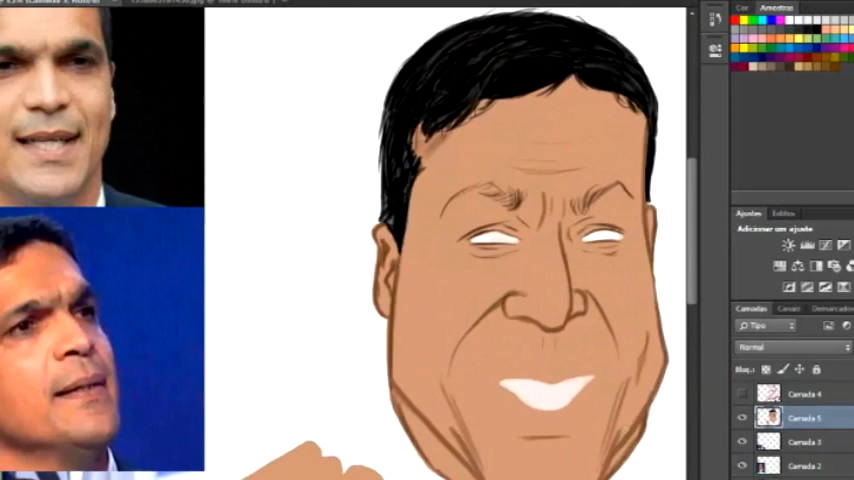 Cor Amostras
Ajustes Estilos
Adicionar um ajuste
Camadas Canais Demarcador
Tipo
Normal
Bloq.:
Camada 4
Camada 5
Camada 3
Camada 2